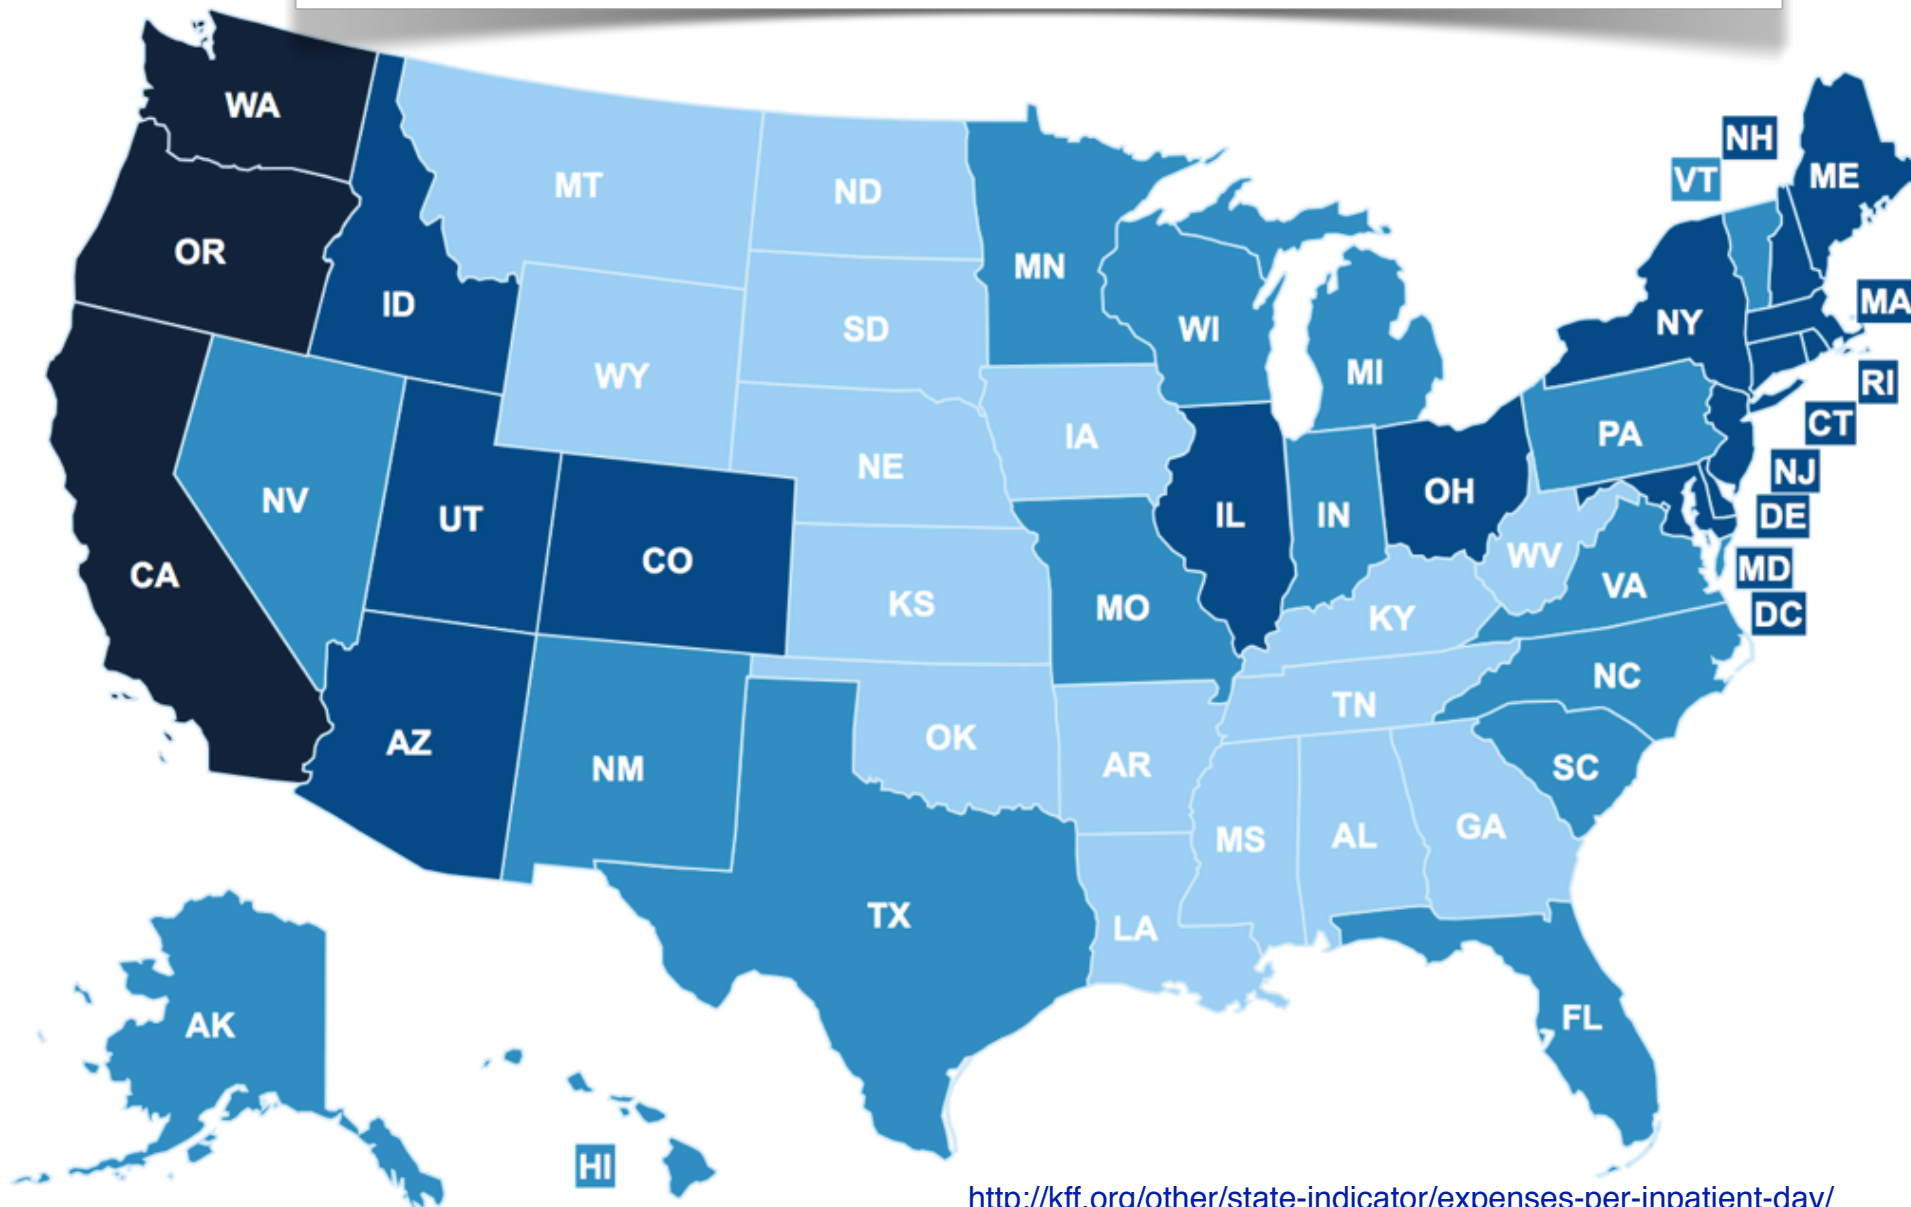 WA
NH
VT
ME
MT
ND
OR
MN
ID
MA
NY
WI
SD
MI
WY
RI
CT
PA
IA
NE
NJ
OH
NV
IL
IN
DE
UT
CO
WV
MD
CA
VA
KS
MO
DC
KY
NC
TN
AZ
OK
AR
SC
NM
GA
AL
MS
TX
LA
FL
AK
HI
http://kff.org/other/state-indicator/expenses-per-inpatient-day/